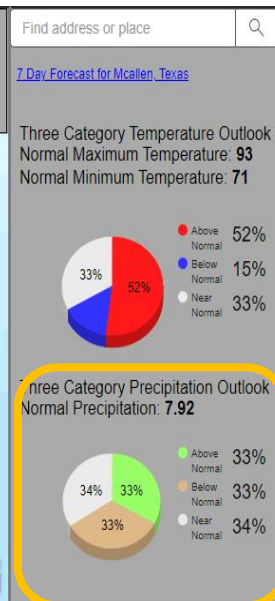 Find address or place
7 Day Forecast for Mcallen, Texas
Three Category Temperature Outlook
Normal Maximum Temperature: 93
Normal Minimum Temperature: 71
33%
52%
Above Normal 52%
Below Normal 15%
Near Normal 33%
Three Category Precipitation Outlook
Normal Precipitation: 7.92
34%
33%
33%
Above Normal 33%
Below Normal 33%
Near Normal 34%